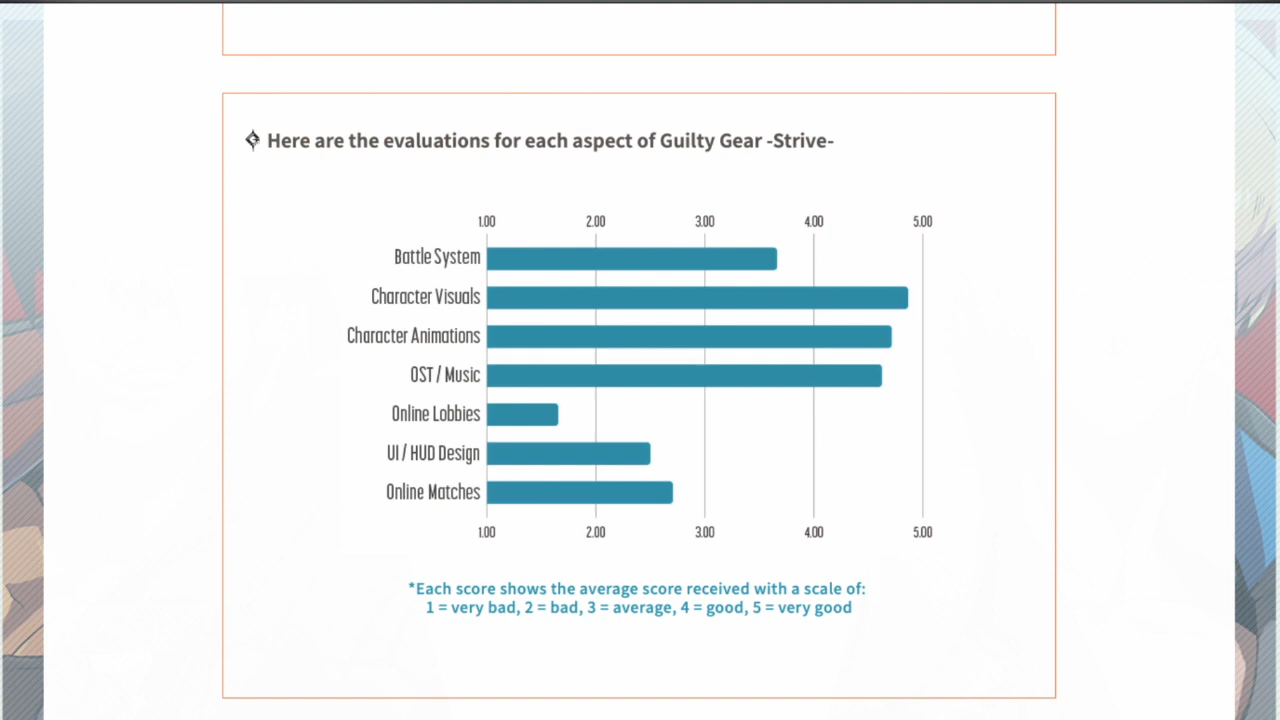 Here are the evaluations for each aspect of Guilty Gear -Strive-
1.00 2.00 3.00 4.00 5.00
Battle System
Character Visuals
Character Animations
OST / Music
Online Lobbies
UI / HUD Design
Online Matches
1.00 2.00 3.00 4.00 5.00
*Each score shows the average score received with a scale of:
1 = very bad, 2 = bad, 3 = average, 4 = good, 5 = very good